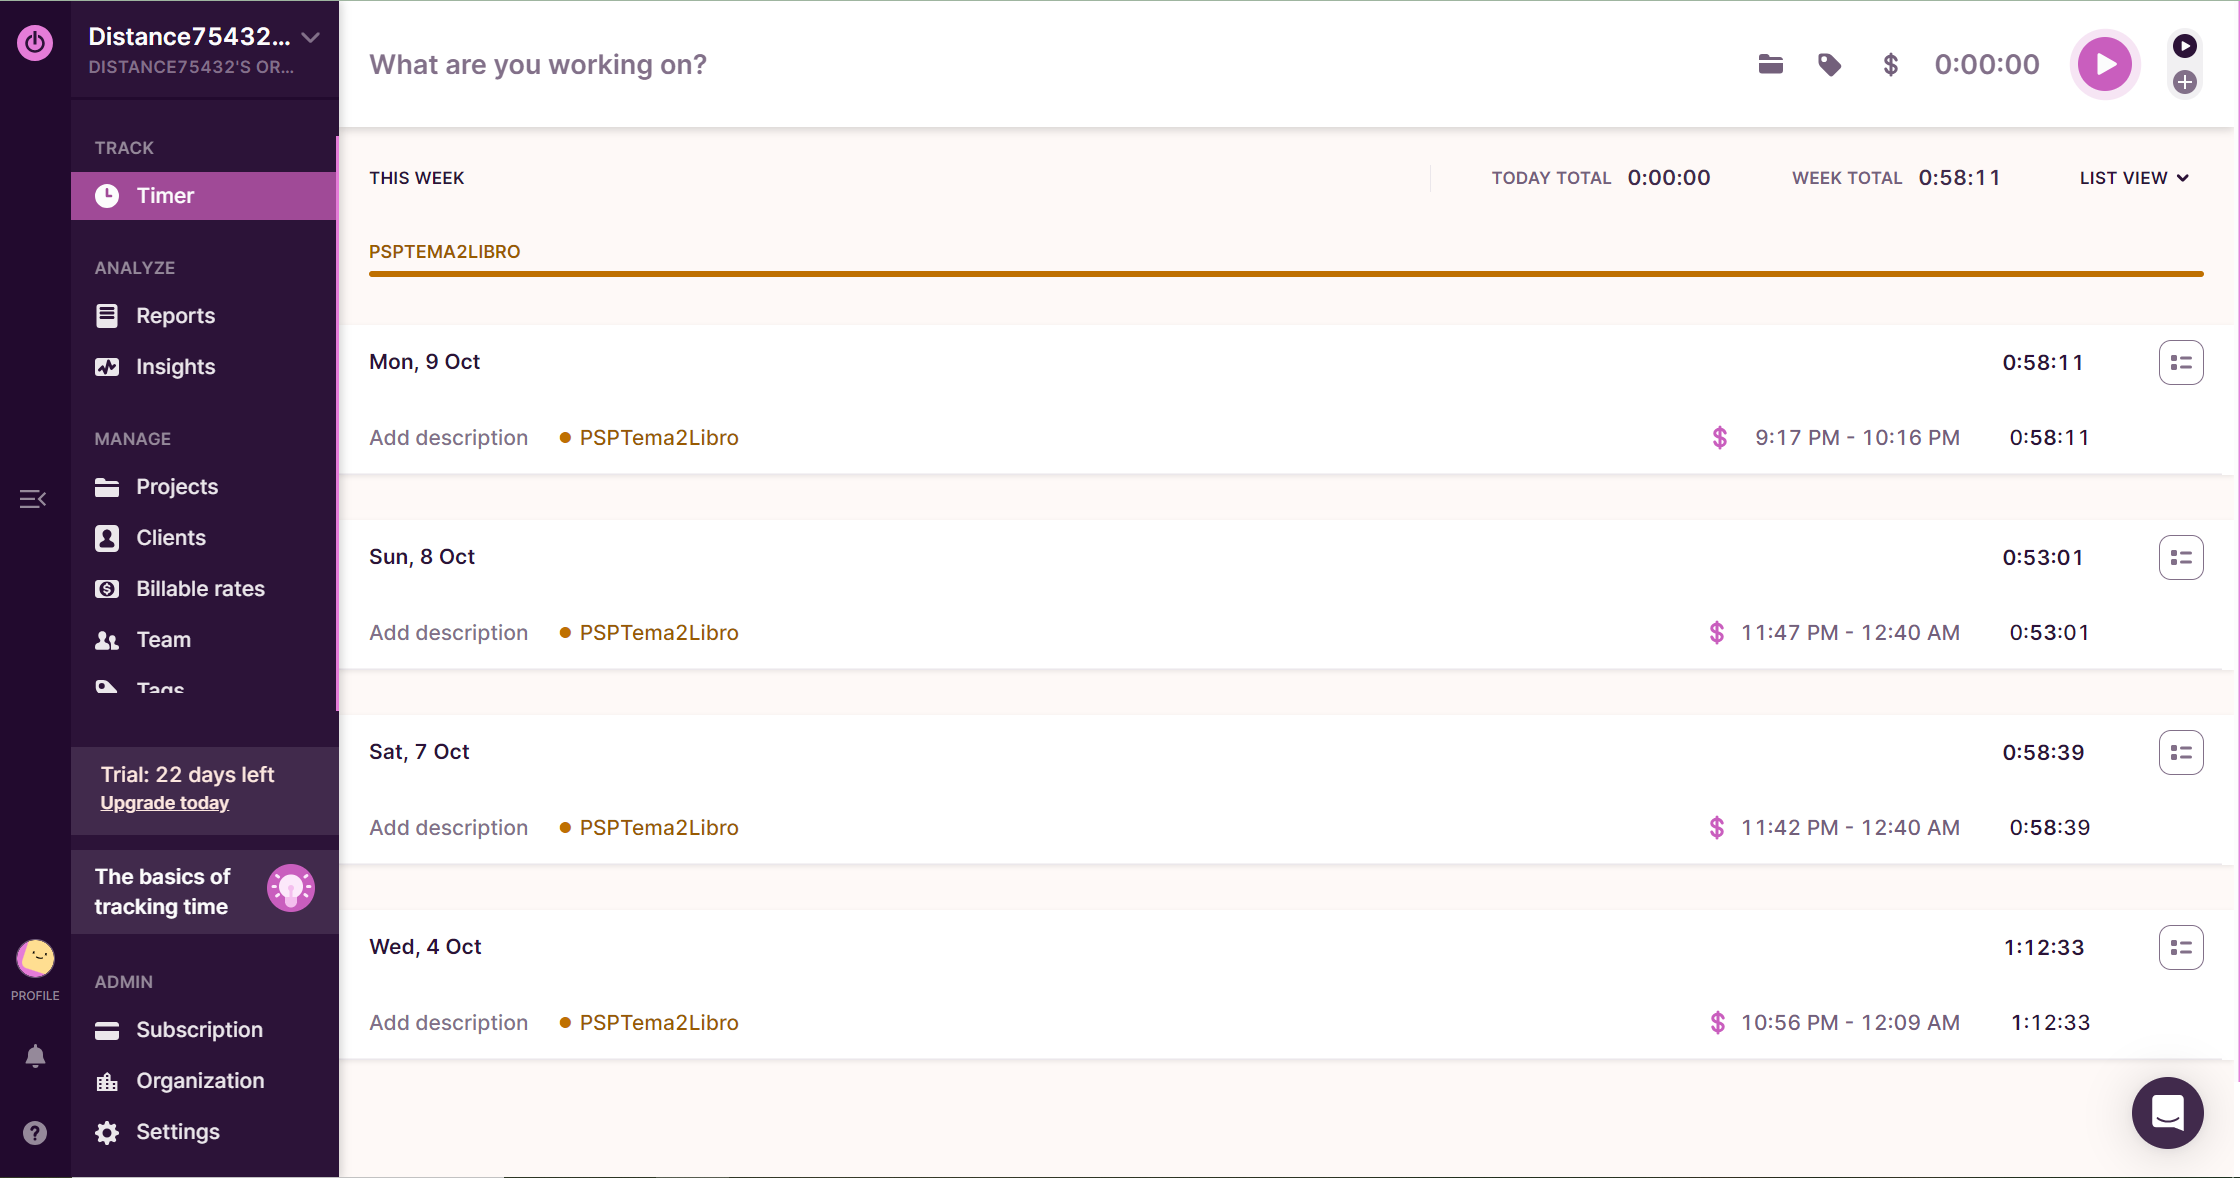 Distance75432...
DISTANCE75432'S OR...
TRACK
Timer
ANALYZE
Reports
Insights
MANAGE
Projects
Clients
Billable rates
Team
Tags
Trial: 22 days left
Upgrade today
The basics of
tracking time
PROFILE
ADMIN
Subscription
Organization
Settings
What are you working on?
$ 0:00:00
THIS WEEK
TODAY TOTAL 0:00:00 WEEK TOTAL 0:58:11 LIST VIEW
PSPTEMA2LIBRO
Mon, 9 Oct 0:58:11
Add description PSPTema2Libro $ 9:17 PM - 10:16 PM 0:58:11
Sun, 8 Oct 0:53:01
Add description PSPTema2Libro $ 11:47 PM - 12:40 AM 0:53:01
Sat, 7 Oct 0:58:39
Add description PSPTema2Libro $ 11:42 PM - 12:40 AM 0:58:39
Wed, 4 Oct 1:12:33
Add description PSPTema2Libro $ 10:56 PM - 12:09 AM 1:12:33